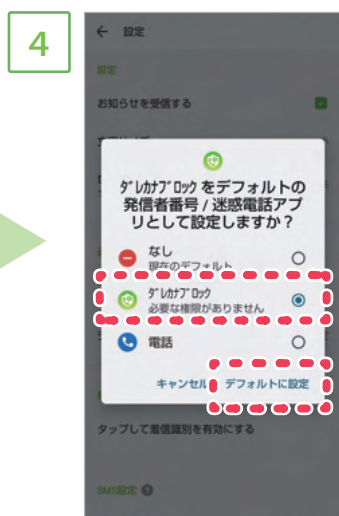 4
← 設定
設定
お知らせを受信する
ﾀﾞﾚｶﾅﾌﾞﾛｯｸ をデフォルトの
発信者番号 / 迷惑電話アプ
リとして設定しますか？
なし
現在のデフォルト
ﾀﾞﾚｶﾅﾌﾞﾛｯｸ
必要な権限がありません
電話
キャンセル デフォルトに設定
タップして着信識別を有効にする
SMS設定 ?